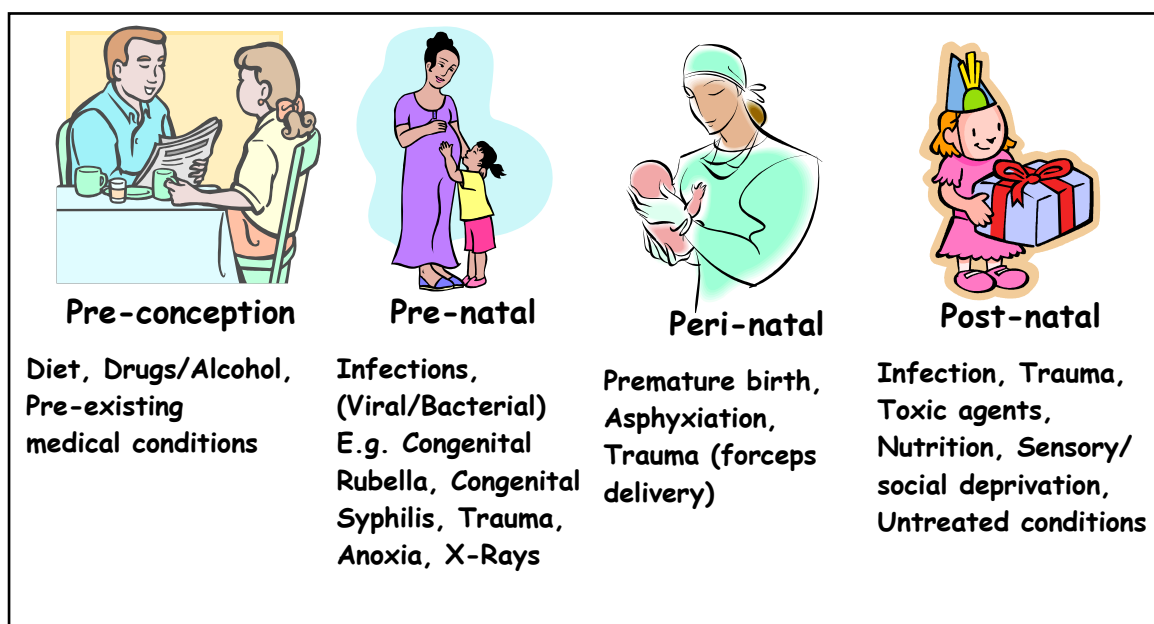 Pre-conception
Diet, Drugs/Alcohol,
Pre-existing
medical conditions
Pre-natal
Infections,
(Viral/Bacterial)
E.g. Congenital
Rubella, Congenital
Syphilis, Trauma,
Anoxia, X-Rays
Peri-natal
Premature birth,
Asphyxiation,
Trauma (forceps
delivery)
Post-natal
Infection, Trauma,
Toxic agents,
Nutrition, Sensory/
social deprivation,
Untreated conditions